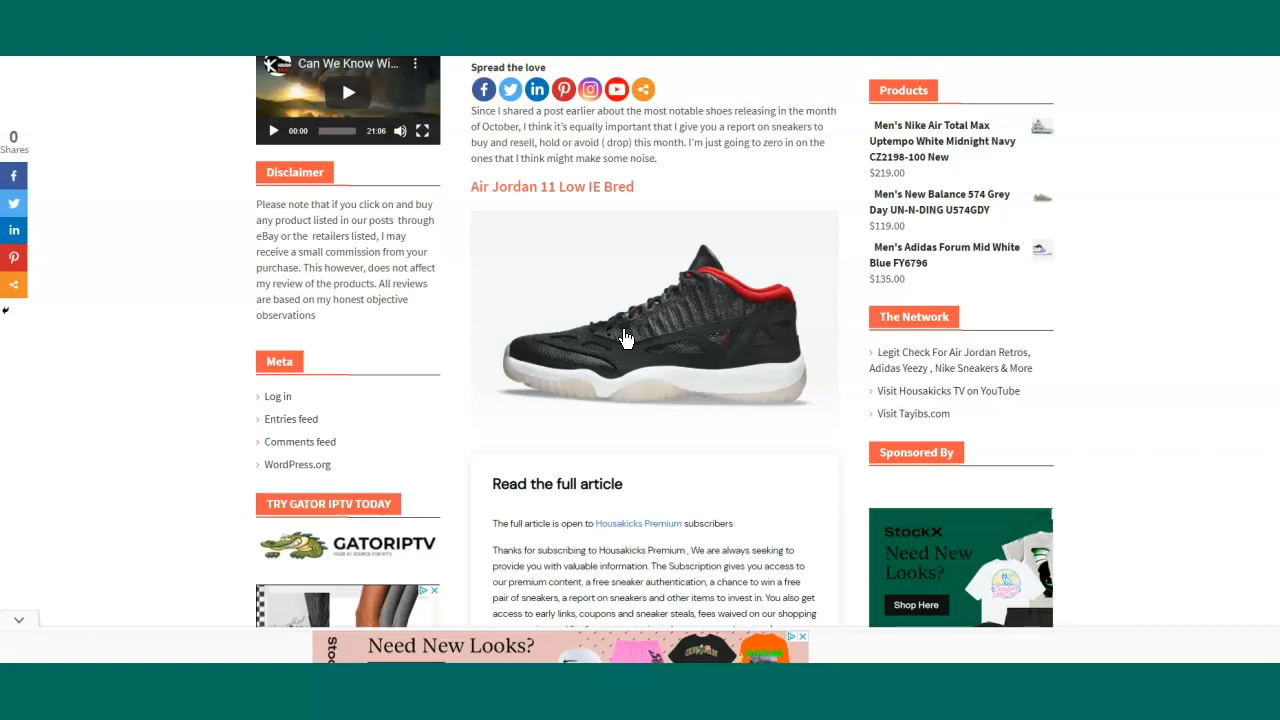 Can We Know Wi...
00:00
21:06
0
Shares
Disclaimer
Please note that if you click on and buy
any product listed in our posts through
eBay or the retailers listed, I may
receive a small commission from your
purchase. This however, does not affect
my review of the products. All reviews
are based on my honest objective
observations
Meta
Log in
Entries feed
Comments feed
WordPress.org
TRY GATOR IPTV TODAY
GATORIPTV
YOUR #1 SOURCE FOR IPTV
Spread the love
Since I shared a post earlier about the most notable shoes releasing in the month
of October, I think it's equally important that I give you a report on sneakers to
buy and resell, hold or avoid ( drop) this month. I'm just going to zero in on the
ones that I think might make some noise.
Air Jordan 11 Low IE Bred
Read the full article
The full article is open to Housakicks Premium subscribers
Thanks for subscribing to Housakicks Premium , We are always seeking to
provide you with valuable information. The Subscription gives you access to
our premium content, a free sneaker authentication, a chance to win a free
pair of sneakers, a report on sneakers and other items to invest in. You also get
access to early links, coupons and sneaker steals, fees waived on our shopping
Products
Men's Nike Air Total Max
Uptempo White Midnight Navy
CZ2198-100 New
$219.00
Men's New Balance 574 Grey
Day UN-N-DING U574GDY
$119.00
Men's Adidas Forum Mid White
Blue FY6796
$135.00
The Network
Legit Check For Air Jordan Retros,
Adidas Yeezy , Nike Sneakers & More
Visit Housakicks TV on YouTube
Visit Tayibs.com
Sponsored By
StockX
Need New
Looks?
Shop Here
Need New Looks?